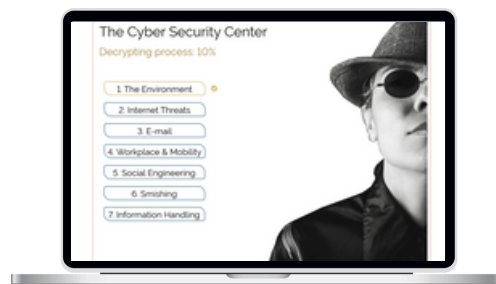 The Cyber Security Center
Decrypting process: 10%
1. The Environment
2. Internet Threats
3. E-mail
4. Workplace & Mobility
5. Social Engineering
6. Smishing
7. Information Handling